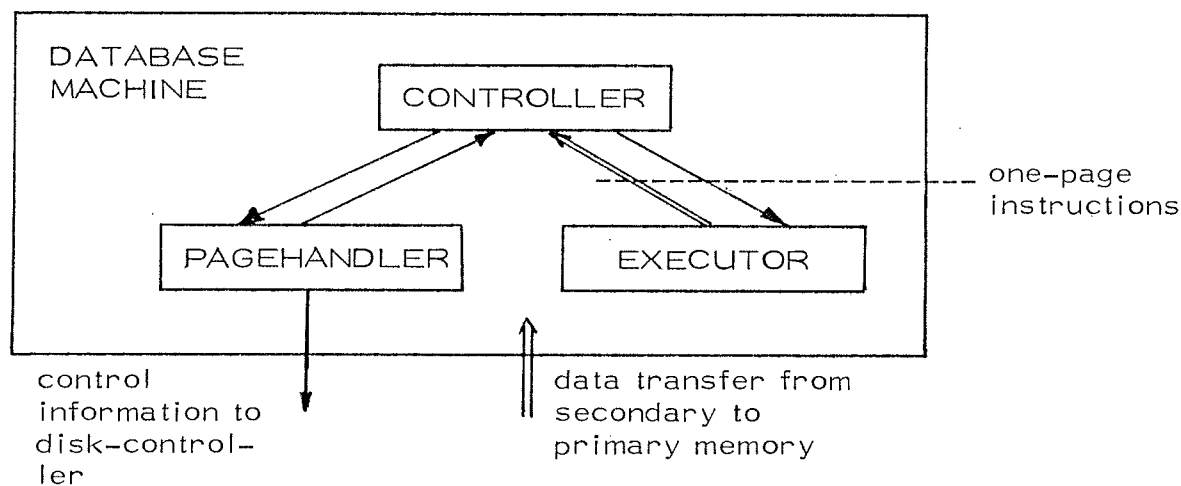 DATABASE
MACHINE
CONTROLLER
one-page
instructions
PAGEHANDLER
EXECUTOR
control
information to
disk-control-
ler
data transfer from
secondary to
primary memory